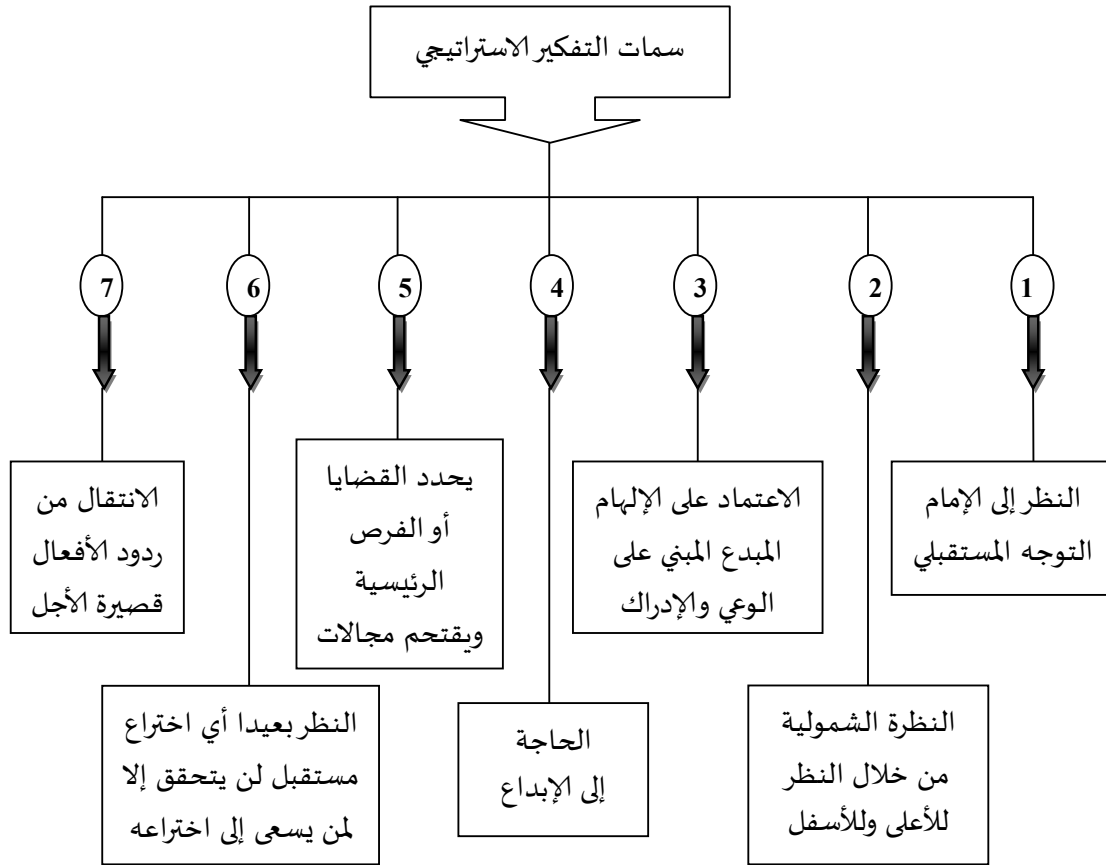 سمات التفكير الاستراتيجي
1
2
3
4
5
6
7
النظر إلى الإمام
التوجه المستقبلي
النظرة الشمولية
من خلال النظر
للأعلى وللأسفل
الاعتماد على الإلهام
المبدع المبني على
الوعي والإدراك
الحاجة
إلى الإبداع
يحدد القضايا
أو الفرص
الرئيسية
ويقتحم مجالات
النظر بعيدا أي اختراع
مستقبل لن يتحقق إلا
لمن يسعى إلى اختراعه
الانتقال من
ردود الأفعال
قصيرة الأجل